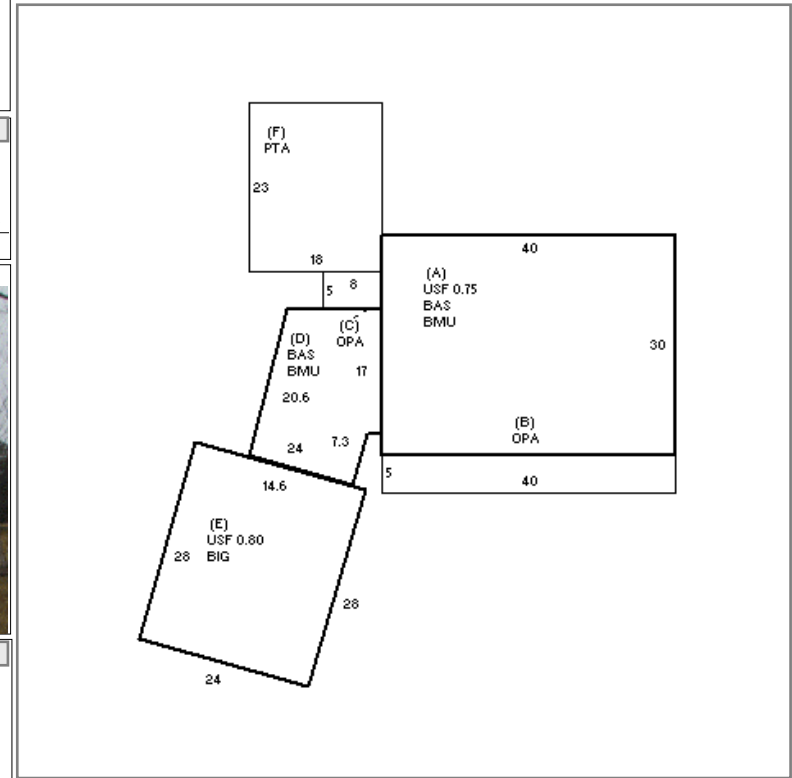 (F)
PTA
23
18
5
8
40
(A)
USF 0.75
BAS
BMU
30
(C)
OPA
(D)
BAS
BMU
17
20.6
(B)
OPA
24
7.3
5
40
14.6
(E)
USF 0.80
BIG
28
28
24